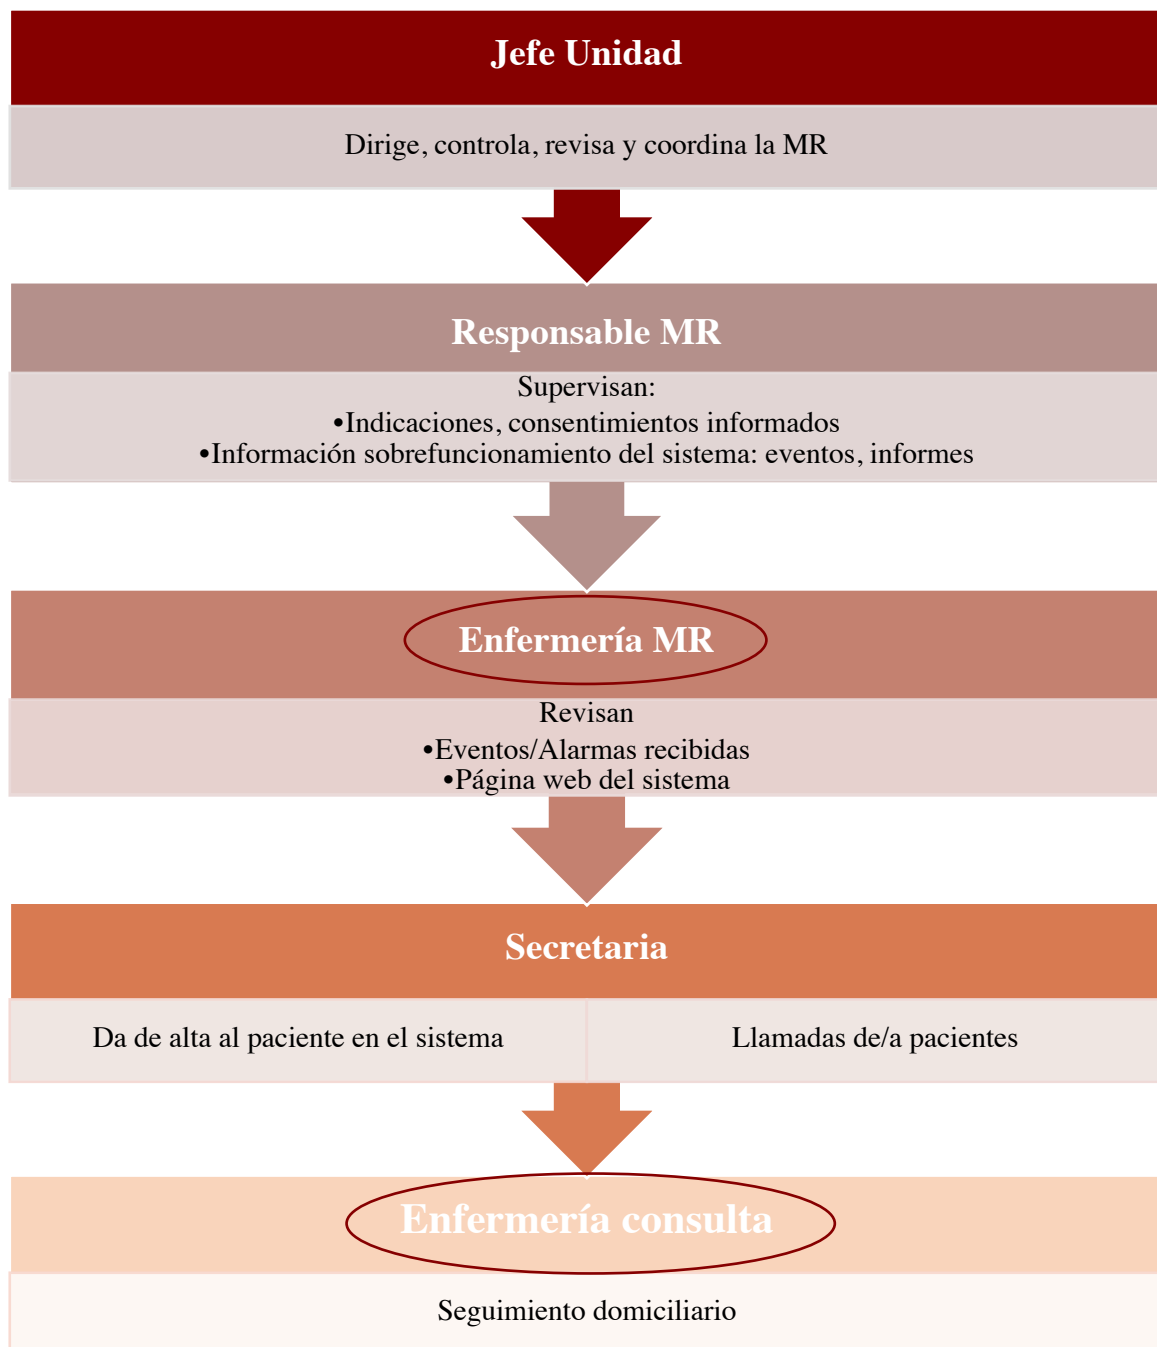 Jefe Unidad
Dirige, controla, revisa y coordina la MR
Responsable MR
Supervisan:
•Indicaciones, consentimientos informados
•Información sobrefuncionamiento del sistema: eventos, informes
Enfermería MR
Revisan
•Eventos/Alarmas recibidas
•Página web del sistema
Secretaria
Da de alta al paciente en el sistema
Llamadas de/a pacientes
Enfermería consulta
Seguimiento domiciliario